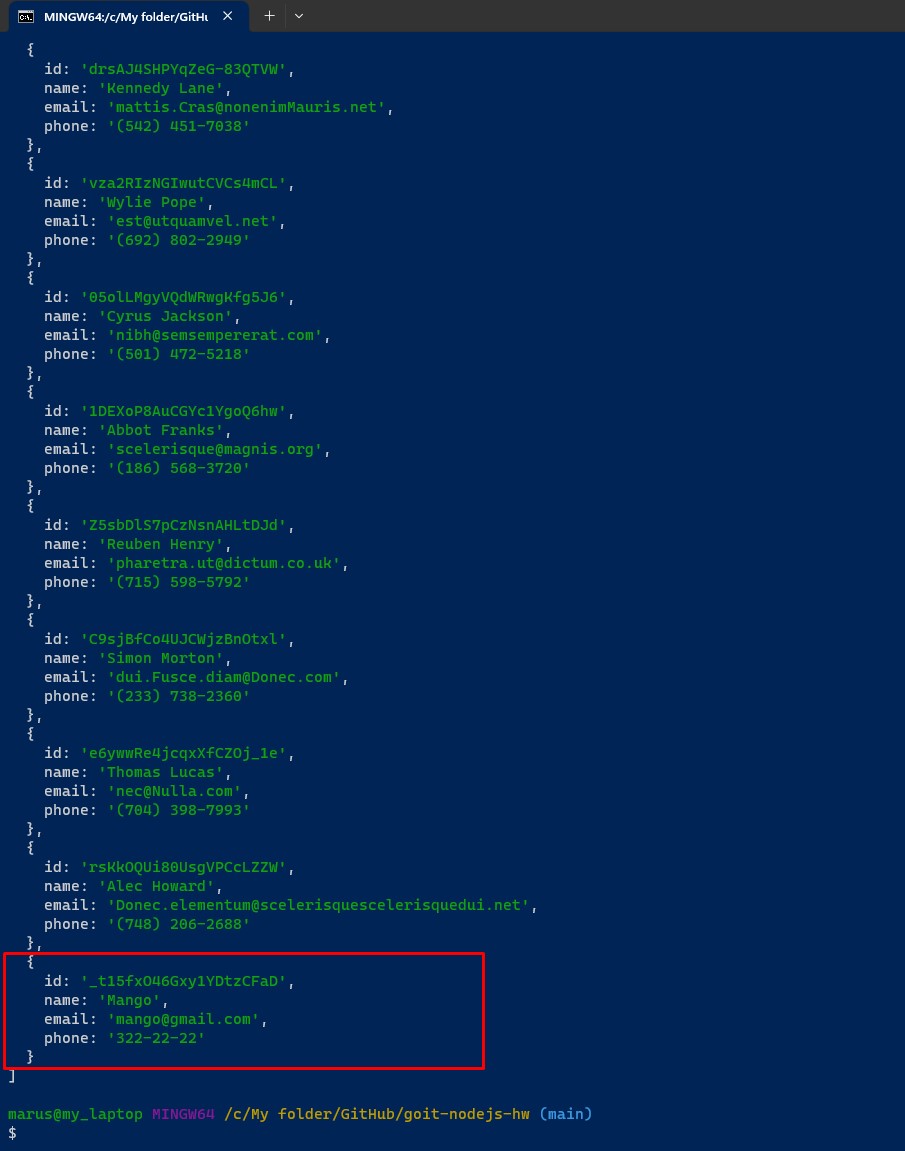 MINGW64:/c/My folder/GitHu
{
id: 'drsAJ4SHPYqZeG-83QTVW',
name: 'Kennedy Lane',
email: 'mattis.Cras@nonenimMauris.net',
phone: '(542) 451-7038'
},
{
id: 'vza2RIzNGIwutCVCs4mCL',
name: 'Wylie Pope',
email: 'est@utquamvel.net',
phone: '(692) 802-2949'
},
{
id: '05olLMgyVQdWRwgKfg5J6',
name: 'Cyrus Jackson',
email: 'nibh@semsempererat.com',
phone: '(501) 472-5218'
},
{
id: '1DEXoP8AuCGYc1YgoQ6hw',
name: 'Abbot Franks',
email: 'scelerisque@magnis.org',
phone: '(186) 568-3720'
},
{
id: 'Z5sbDlS7pCzNsnAHLtDJd',
name: 'Reuben Henry',
email: 'pharetra.ut@dictum.co.uk',
phone: '(715) 598-5792'
},
{
id: 'C9sjBfCo4UJCWjzBnOtxl',
name: 'Simon Morton',
email: 'dui.Fusce.diam@Donec.com',
phone: '(233) 738-2360'
},
{
id: 'e6ywwRe4jcqxXfCZOj_1e',
name: 'Thomas Lucas',
email: 'nec@Nulla.com',
phone: '(704) 398-7993'
},
{
id: 'rsKkOQUi80UsgVPCcLZZW',
name: 'Alec Howard',
email: 'Donec.elementum@scelerisquescelerisquedui.net',
phone: '(748) 206-2688'
},
{
id: '_t15fxO46Gxy1YDtzCFaD',
name: 'Mango',
email: 'mango@gmail.com',
phone: '322-22-22'
}
]
marus@my_laptop MINGW64 /c/My folder/GitHub/goit-nodejs-hw (main)
$